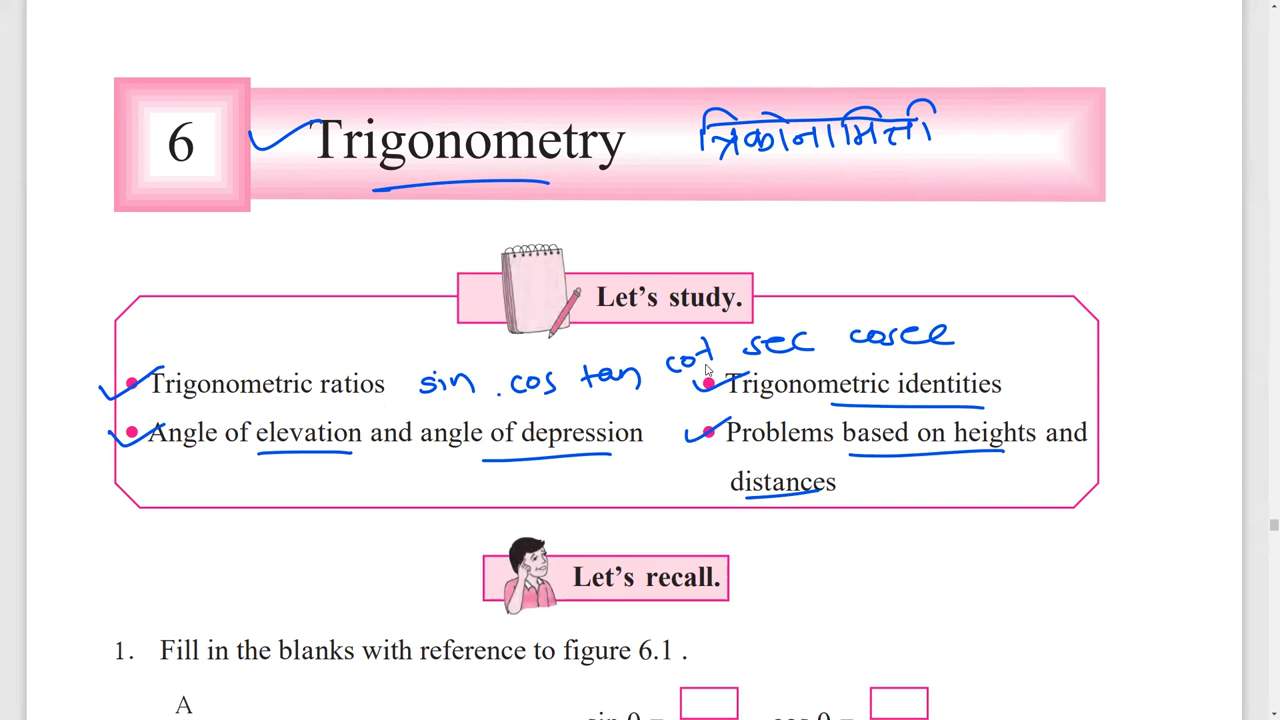 6
Trigonometry त्रिकोनामिती
Let's study.
cot sec cosec
Trigonometric ratios sin . cos tan Trigonometric identities
Angle of elevation and angle of depression Problems based on heights and
distances
Let's recall.
1. Fill in the blanks with reference to figure 6.1 .
A
sin θ = cos θ =